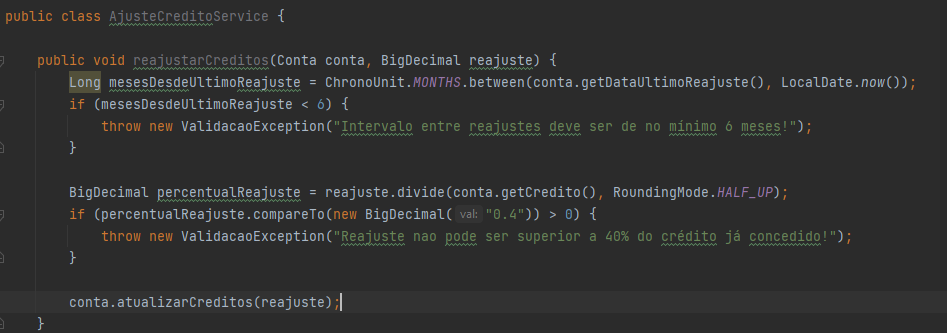 public class AjusteCreditoService {
public void reajustarCreditos(Conta conta, BigDecimal reajuste) {
Long mesesDesdeUltimoReajuste = ChronoUnit.MONTHS.between(conta.getDataUltimoReajuste(), LocalDate.now());
if (mesesDesdeUltimoReajuste < 6) {
throw new ValidacaoException("Intervalo entre reajustes deve ser de no mínimo 6 meses!");
}
BigDecimal percentualReajuste = reajuste.divide(conta.getCredito(), RoundingMode.HALF_UP);
if (percentualReajuste.compareTo(new BigDecimal( val: "0.4")) > 0) {
throw new ValidacaoException("Reajuste nao pode ser superior a 40% do crédito já concedido!");
}
conta.atualizarCreditos(reajuste);
}